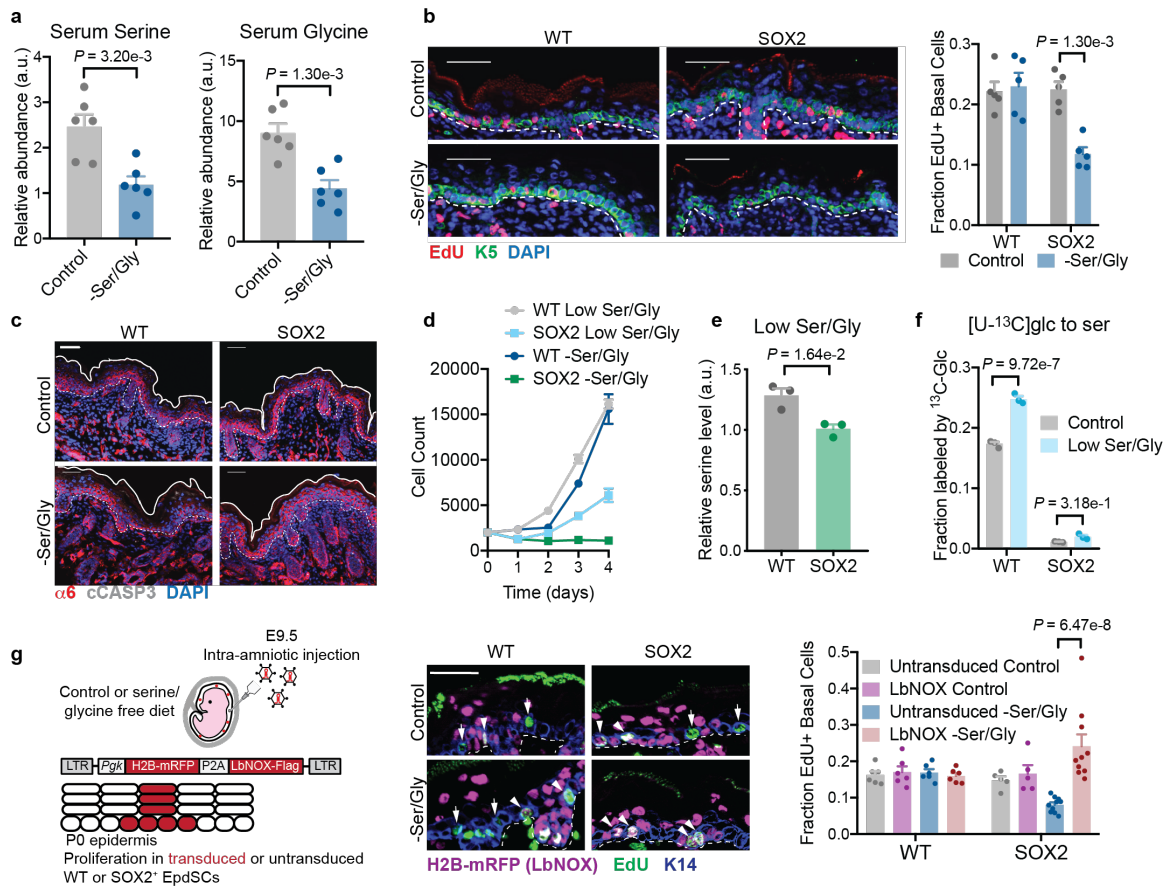 a
Serum Serine
Relative abundance (a.u.)
P = 3.20e-3
4
3
2
1
0
Control
-Ser/Gly
Serum Glycine
Relative abundance (a.u.)
P = 1.30e-3
15
10
5
0
Control
-Ser/Gly
b
WT
SOX2
Control
-Ser/Gly
EdU K5 DAPI
Fraction EdU+ Basal Cells
P = 1.30e-3
0.3
0.2
0.1
0.0
WT
SOX2
Control
-Ser/Gly
c
WT
SOX2
Control
-Ser/Gly
α6 cCASP3 DAPI
d
WT Low Ser/Gly
SOX2 Low Ser/Gly
WT -Ser/Gly
SOX2 -Ser/Gly
Cell Count
20000
15000
10000
5000
0
0 1 2 3 4
Time (days)
e
Low Ser/Gly
Relative serine level (a.u.)
P = 1.64e-2
1.5
1.0
0.5
0.0
WT
SOX2
f
[U-¹³C]glc to ser
Fraction labeled by ¹³C-Glc
P = 9.72e-7
0.3
0.2
0.1
0.0
Control
Low Ser/Gly
P = 3.18e-1
WT
SOX2
g
E9.5
Intra-amniotic injection
Control or serine/
glycine free diet
LTR Pgk H2B-mRFP P2A LbNOX-Flag LTR
P0 epidermis
Proliferation in transduced or untransduced
WT or SOX2⁺ EpdSCs
WT
SOX2
Control
-Ser/Gly
H2B-mRFP (LbNOX) EdU K14
Fraction EdU+ Basal Cells
P = 6.47e-8
0.5
0.4
0.3
0.2
0.1
0.0
Untransduced Control
LbNOX Control
Untransduced -Ser/Gly
LbNOX -Ser/Gly
WT
SOX2